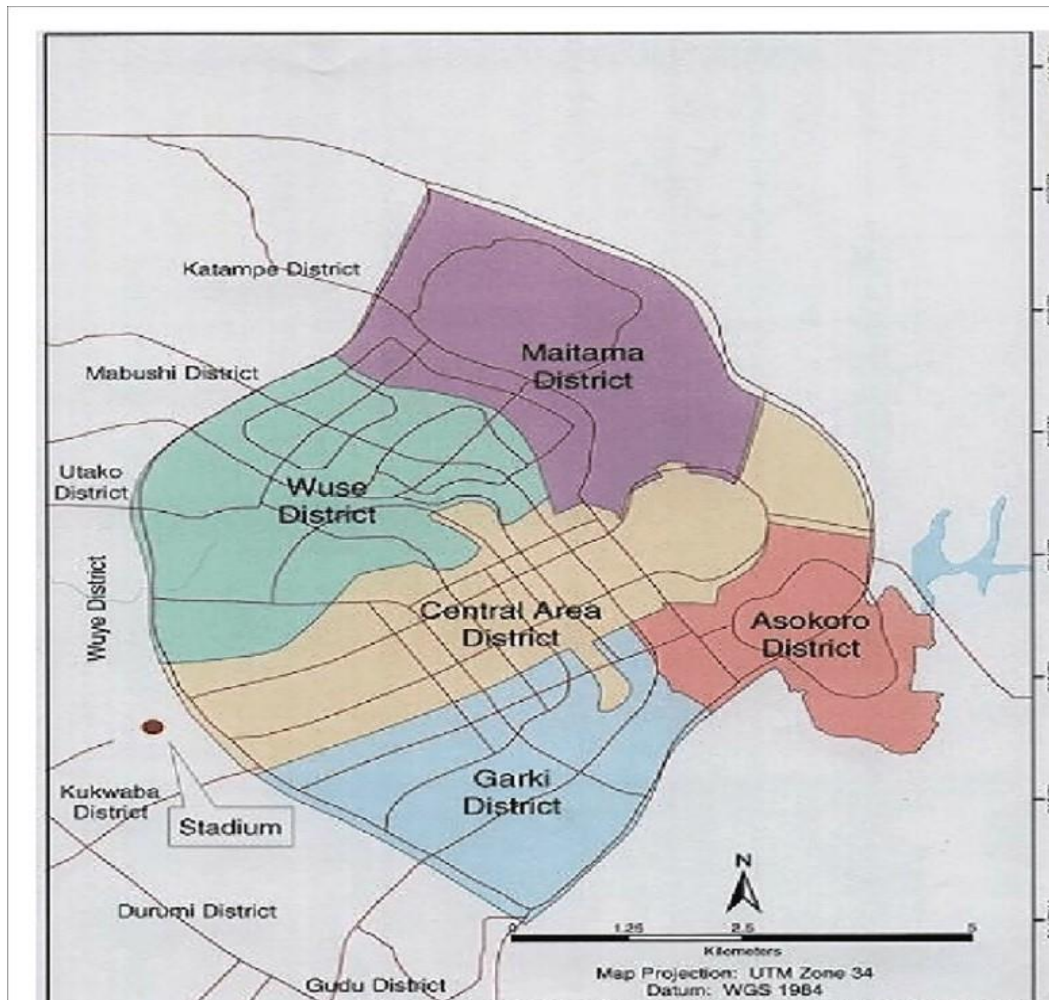 Katampe District
Maitama
District
Mabushi District
Utako
District
Wuse
District
Wuye District
Central Area
District
Asokoro
District
Garki
District
Kukwaba
District
Stadium
Durumi District
Gudu District
N
0 1.25 2.5 5
Kilometers
Map Projection: UTM Zone 34
Datum: WGS 1984